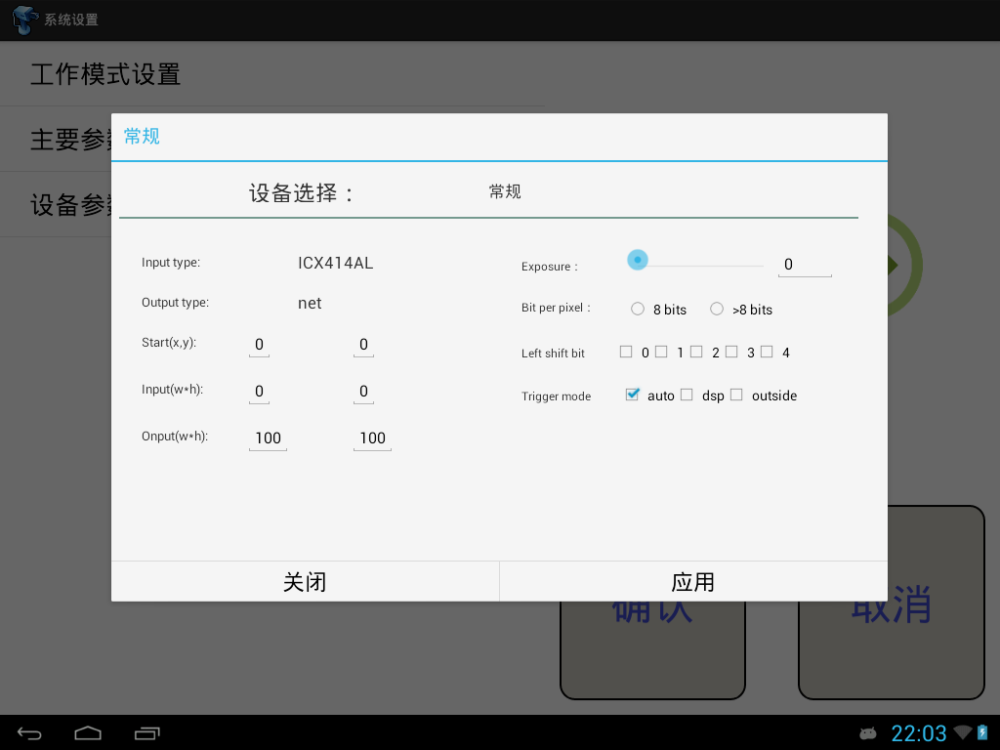 系统设置
工作模式设置
主要参数
设备参数
常规
设备选择： 常规
Input type: ICX414AL
Output type: net
Start(x,y): 0 0
Input(w*h): 0 0
Onput(w*h): 100 100
Exposure： 0
Bit per pixel： 8 bits >8 bits
Left shift bit 0 1 2 3 4
Trigger mode auto dsp outside
关闭 应用
确认 取消
22:03